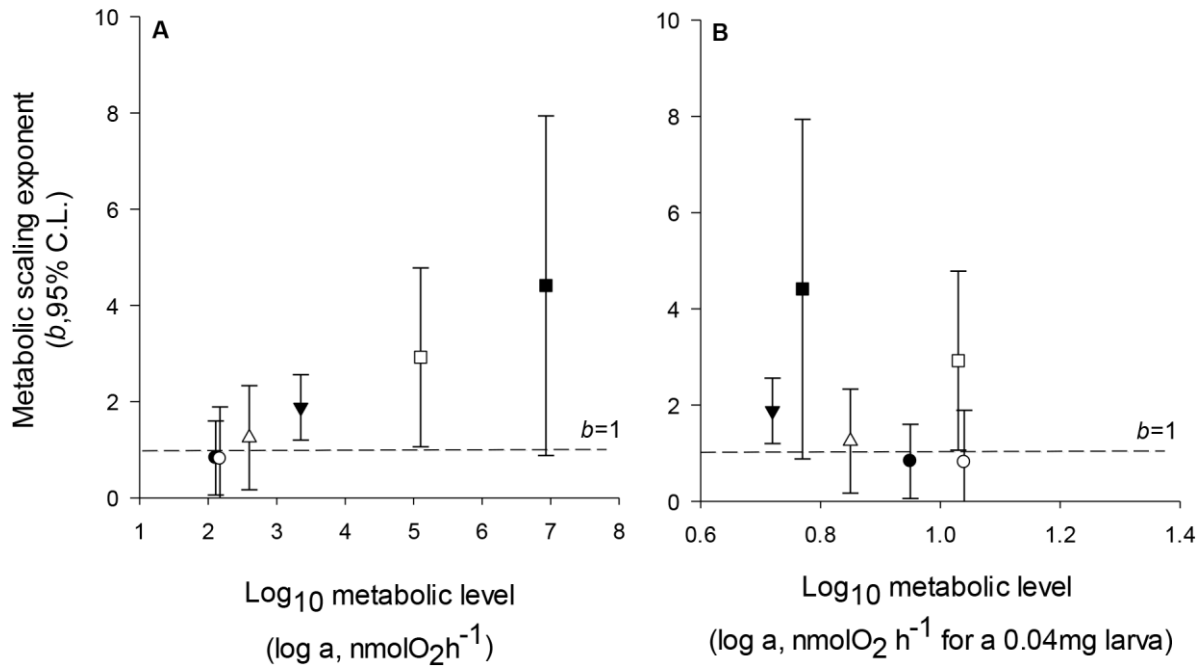 A
B
10
8
6
4
2
0
10
8
6
4
2
0
b=1
b=1
1 2 3 4 5 6 7 8
0.6 0.8 1.0 1.2 1.4
Metabolic scaling exponent
(b,95% C.L.)
Log10 metabolic level
(log a, nmolO2h-1)
Log10 metabolic level
(log a, nmolO2 h-1 for a 0.04mg larva)